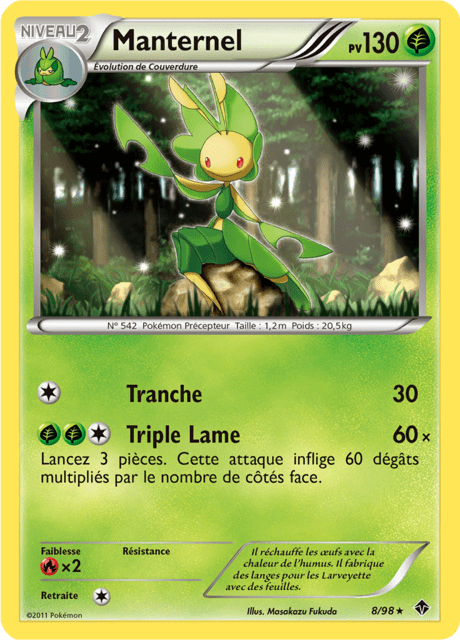 NIVEAU2
Manternel
PV130
Évolution de Couverdure
N° 542 Pokémon Précepteur Taille : 1,2m Poids : 20,5kg
Tranche 30
Triple Lame 60×
Lancez 3 pièces. Cette attaque inflige 60 dégâts
multipliés par le nombre de côtés face.
Faiblesse Résistance
×2
Il réchauffe les œufs avec la
chaleur de l'humus. Il fabrique
des langes pour les Larveyette
avec des feuilles.
Retraite
Illus. Masakazu Fukuda 8/98★
©2011 Pokémon